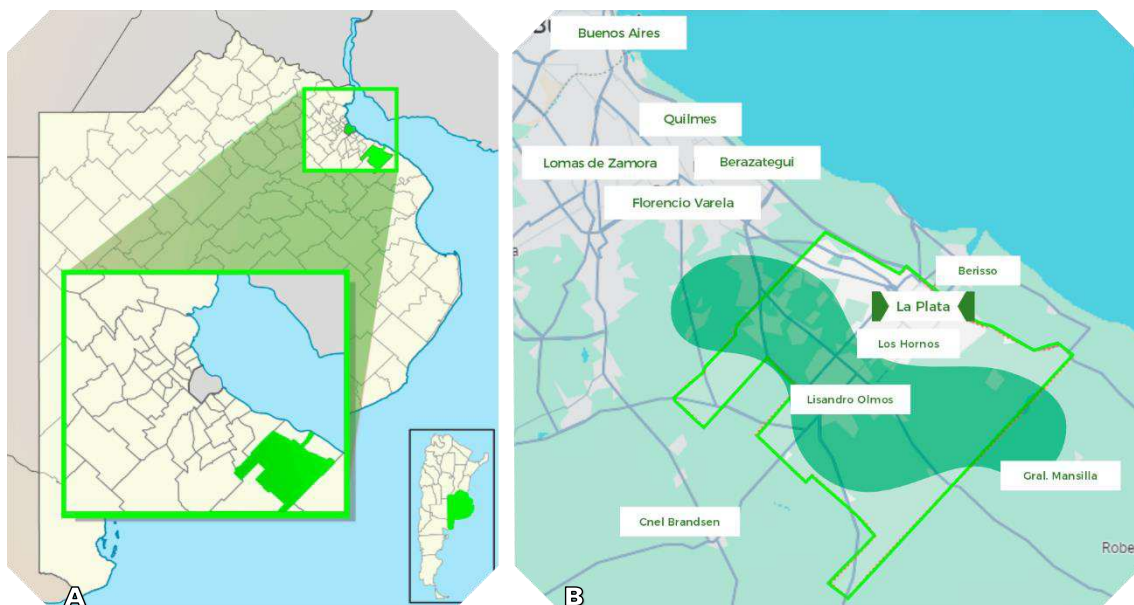 Buenos Aires
Quilmes
Lomas de Zamora
Berazategui
Florencio Varela
Berisso
La Plata
Los Hornos
Lisandro Olmos
Gral. Mansilla
Cnel Brandsen
Robe
A
B